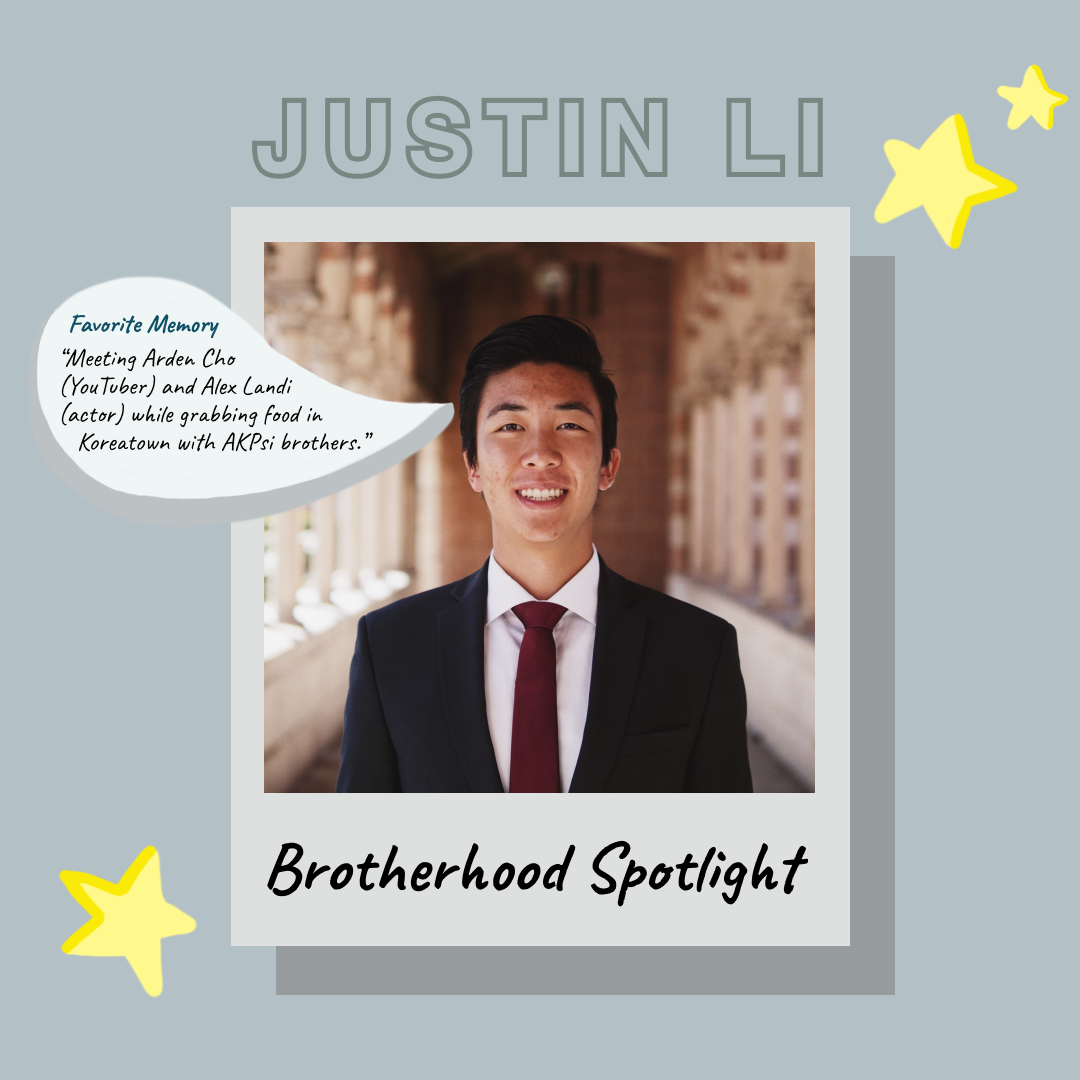 JUSTIN LI
Favorite Memory
“Meeting Arden Cho
(YouTuber) and Alex Landi
(actor) while grabbing food in
Koreatown with AKPsi brothers.”
Brotherhood Spotlight